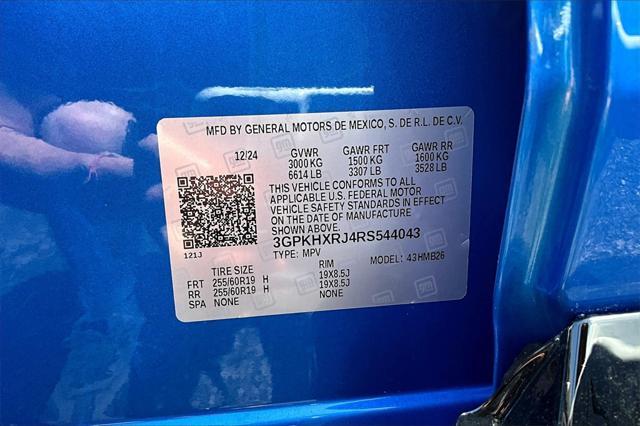 MFD BY GENERAL MOTORS DE MEXICO, S. DE R.L. DE C.V.
12/24 GVWR GAWR FRT GAWR RR
3000 KG 1500 KG 1600 KG
6614 LB 3307 LB 3528 LB
THIS VEHICLE CONFORMS TO ALL
APPLICABLE U.S. FEDERAL MOTOR
VEHICLE SAFETY STANDARDS IN EFFECT
ON THE DATE OF MANUFACTURE
3GPKHXRJ4RS544043
121J TYPE: MPV MODEL: 43HMB26
TIRE SIZE RIM
FRT 255/60R19 H 19X8.5J
RR 255/60R19 H 19X8.5J
SPA NONE NONE